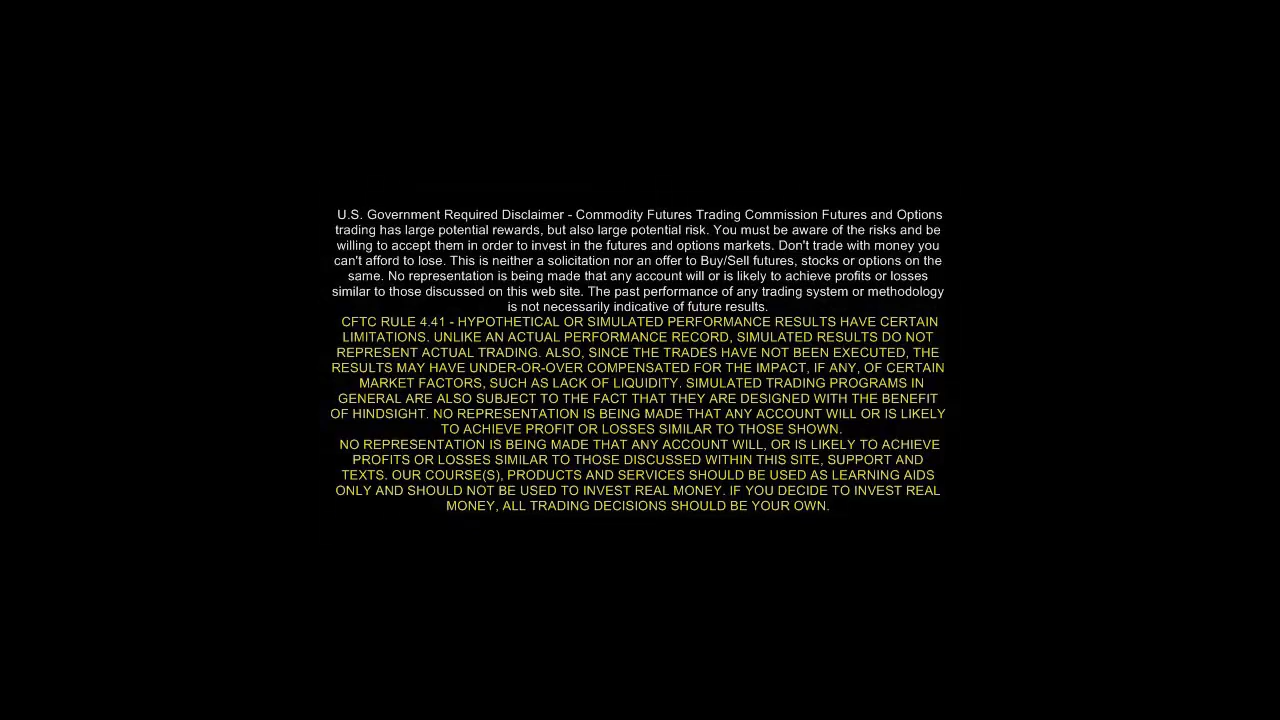 U.S. Government Required Disclaimer - Commodity Futures Trading Commission Futures and Options
trading has large potential rewards, but also large potential risk. You must be aware of the risks and be
willing to accept them in order to invest in the futures and options markets. Don't trade with money you
can't afford to lose. This is neither a solicitation nor an offer to Buy/Sell futures, stocks or options on the
same. No representation is being made that any account will or is likely to achieve profits or losses
similar to those discussed on this web site. The past performance of any trading system or methodology
is not necessarily indicative of future results.
CFTC RULE 4.41 - HYPOTHETICAL OR SIMULATED PERFORMANCE RESULTS HAVE CERTAIN
LIMITATIONS. UNLIKE AN ACTUAL PERFORMANCE RECORD, SIMULATED RESULTS DO NOT
REPRESENT ACTUAL TRADING. ALSO, SINCE THE TRADES HAVE NOT BEEN EXECUTED, THE
RESULTS MAY HAVE UNDER-OR-OVER COMPENSATED FOR THE IMPACT, IF ANY, OF CERTAIN
MARKET FACTORS, SUCH AS LACK OF LIQUIDITY. SIMULATED TRADING PROGRAMS IN
GENERAL ARE ALSO SUBJECT TO THE FACT THAT THEY ARE DESIGNED WITH THE BENEFIT
OF HINDSIGHT. NO REPRESENTATION IS BEING MADE THAT ANY ACCOUNT WILL OR IS LIKELY
TO ACHIEVE PROFIT OR LOSSES SIMILAR TO THOSE SHOWN.
NO REPRESENTATION IS BEING MADE THAT ANY ACCOUNT WILL, OR IS LIKELY TO ACHIEVE
PROFITS OR LOSSES SIMILAR TO THOSE DISCUSSED WITHIN THIS SITE, SUPPORT AND
TEXTS. OUR COURSE(S), PRODUCTS AND SERVICES SHOULD BE USED AS LEARNING AIDS
ONLY AND SHOULD NOT BE USED TO INVEST REAL MONEY. IF YOU DECIDE TO INVEST REAL
MONEY, ALL TRADING DECISIONS SHOULD BE YOUR OWN.